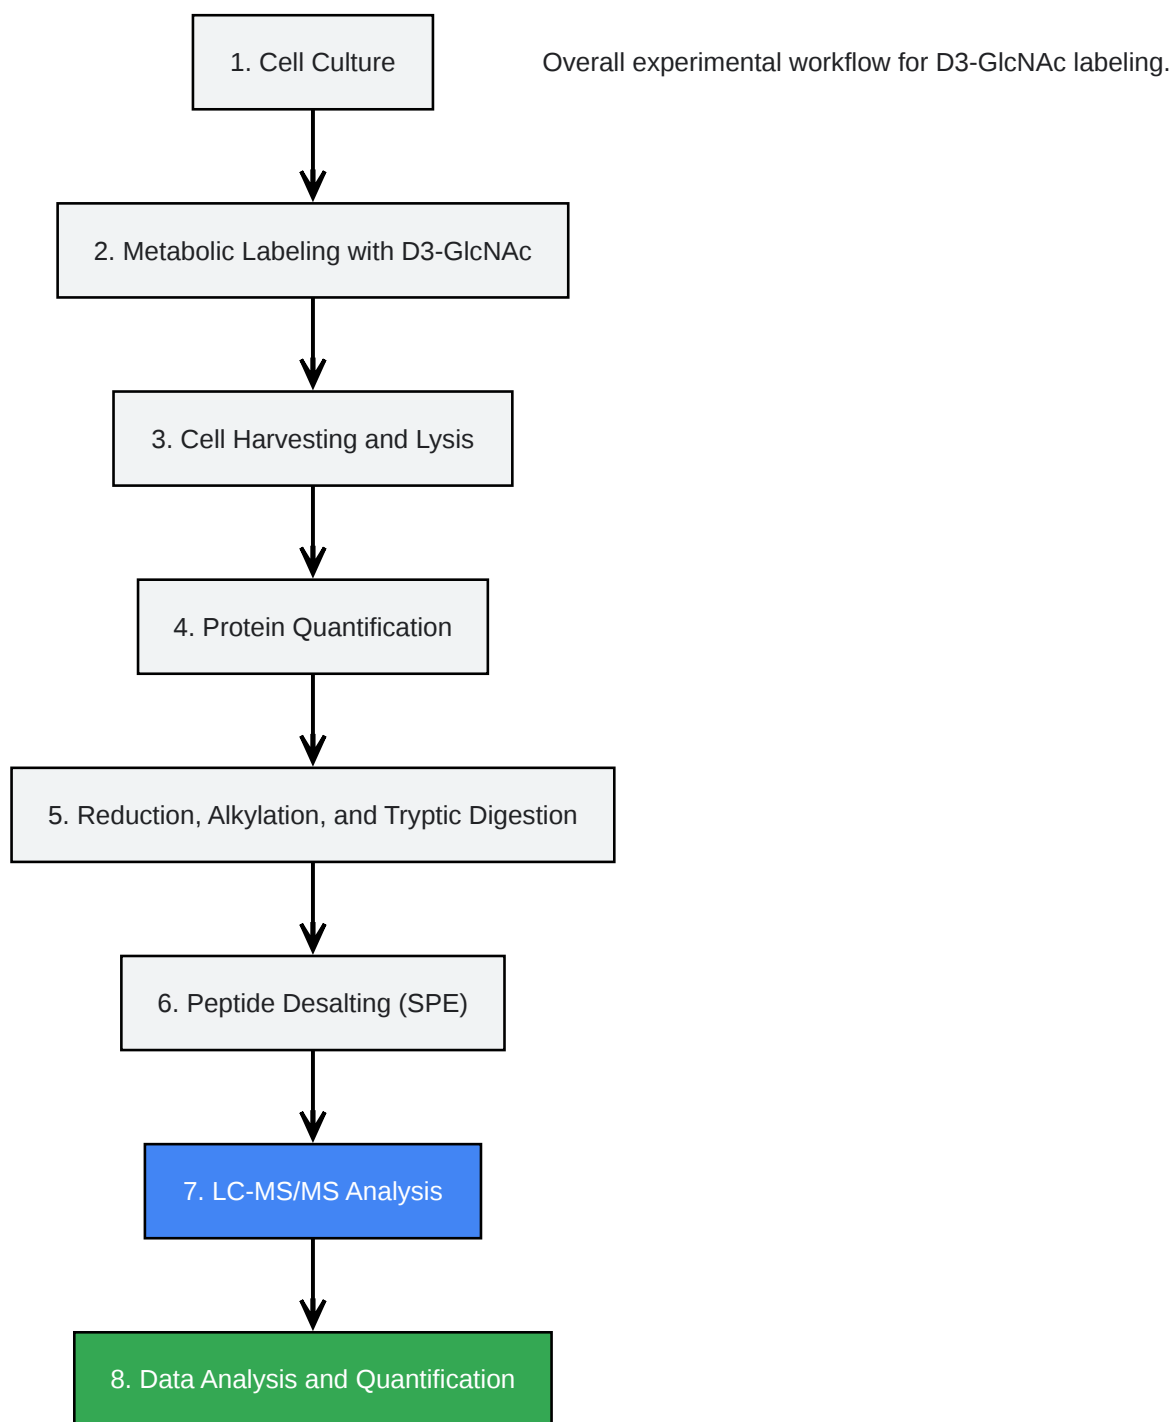 1. Cell Culture
Overall experimental workflow for D3-GlcNAc labeling.
2. Metabolic Labeling with D3-GlcNAc
3. Cell Harvesting and Lysis
4. Protein Quantification
5. Reduction, Alkylation, and Tryptic Digestion
6. Peptide Desalting (SPE)
7. LC-MS/MS Analysis
8. Data Analysis and Quantification